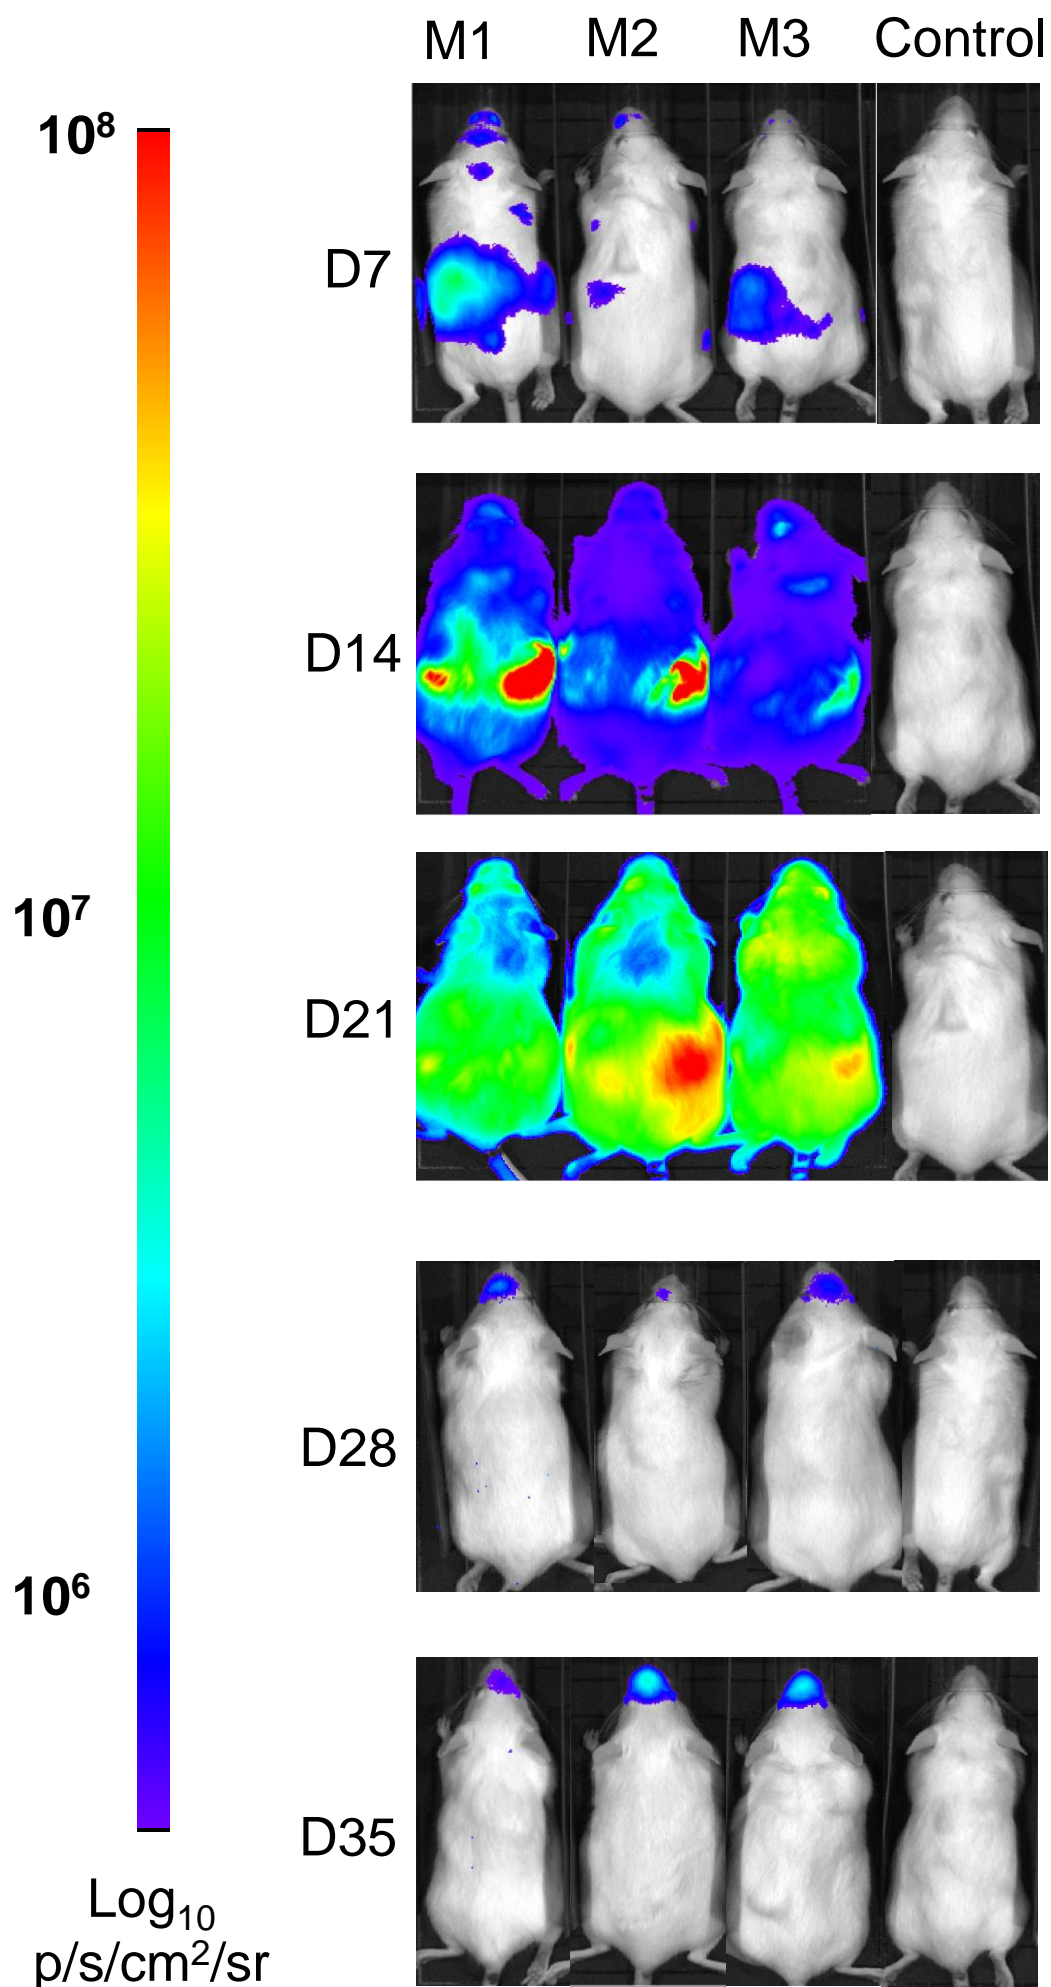 M1 M2 M3 Control
10⁸
D7
D14
10⁷
D21
D28
10⁶
D35
Log₁₀
p/s/cm²/sr